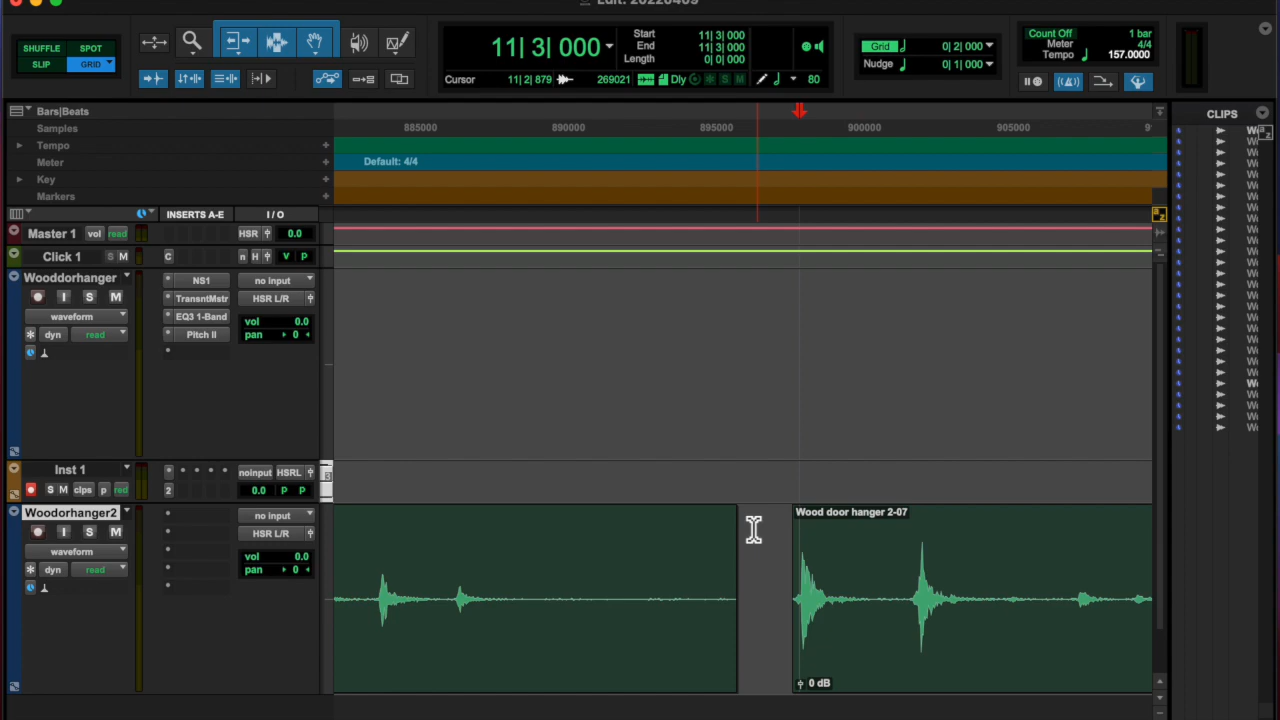 Edit: 20220409
SHUFFLE SPOT
SLIP GRID
11| 3| 000
Start 11| 3| 000
End 11| 3| 000
Length 0| 0| 000
Cursor 11| 2| 879 269021 Dly S M 80
Grid 0| 2| 000
Nudge 0| 1| 000
Count Off 1 bar
Meter 4/4
Tempo 157.0000
Bars|Beats
Samples 885000 890000 895000 900000 905000 9
Tempo
Meter Default: 4/4
Key
Markers
CLIPS
INSERTS A-E I / O
Master 1 vol read HSR 0.0
Click 1 S M C n H V P
Wooddorhanger NS1 no input
I S M TransntMstr HSR L/R
waveform EQ3 1-Band vol 0.0
dyn read Pitch II pan 0
Inst 1 noinput HSRL
S M clps p red 2 0.0 P P
Woodorhanger2 no input
I S M HSR L/R
waveform vol 0.0
dyn read pan 0
Wood door hanger 2-07
0 dB
a z